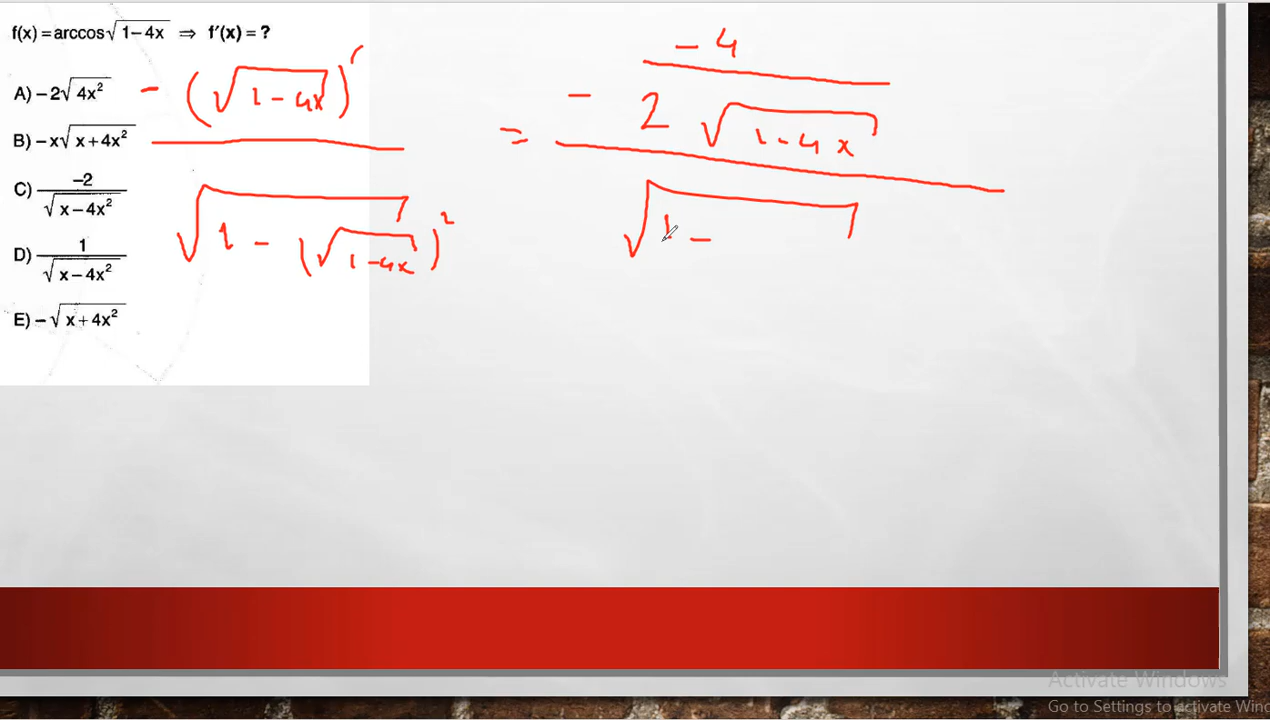 f(x) = arccos√(1−4x) ⇒ f′(x) = ?
A) −2√(4x²)
B) −x√(x+4x²)
C) −2/√(x−4x²)
D) 1/√(x−4x²)
E) −√(x+4x²)
−(√(1−4x))′ / √(1−(√(1−4x))²)
= −(−4 / 2√(1−4x)) / √(1−
Activate Windows
Go to Settings to activate Wind